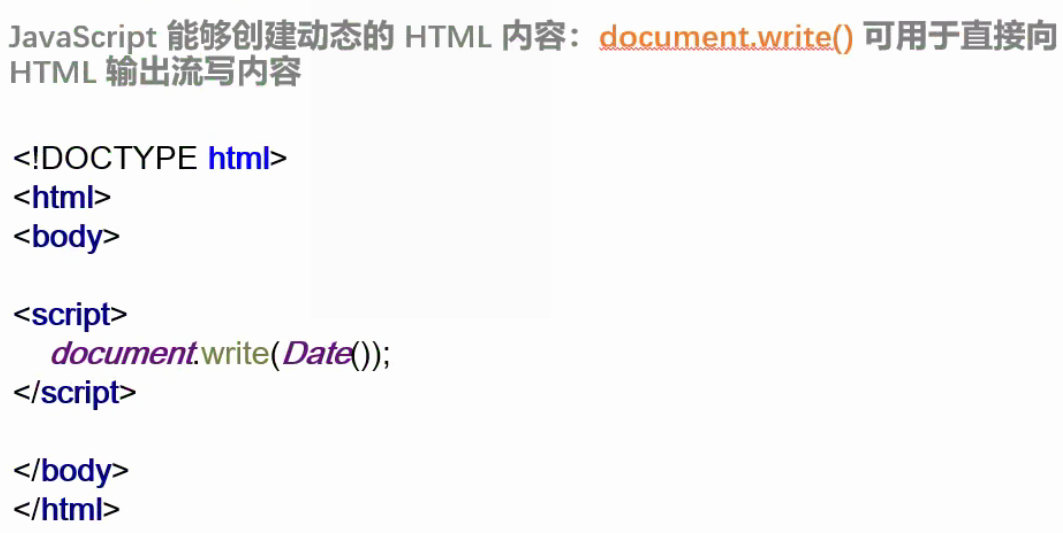 JavaScript 能够创建动态的 HTML 内容：document.write() 可用于直接向
HTML 输出流写内容
<!DOCTYPE html>
<html>
<body>
<script>
document.write(Date());
</script>
</body>
</html>